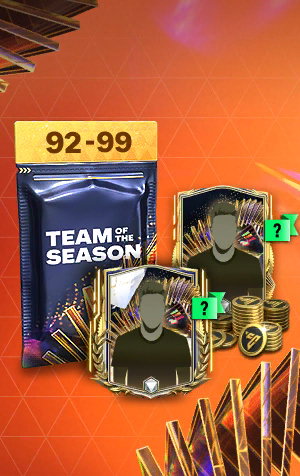 92-99
TEAM OF THE
SEASON
?
?